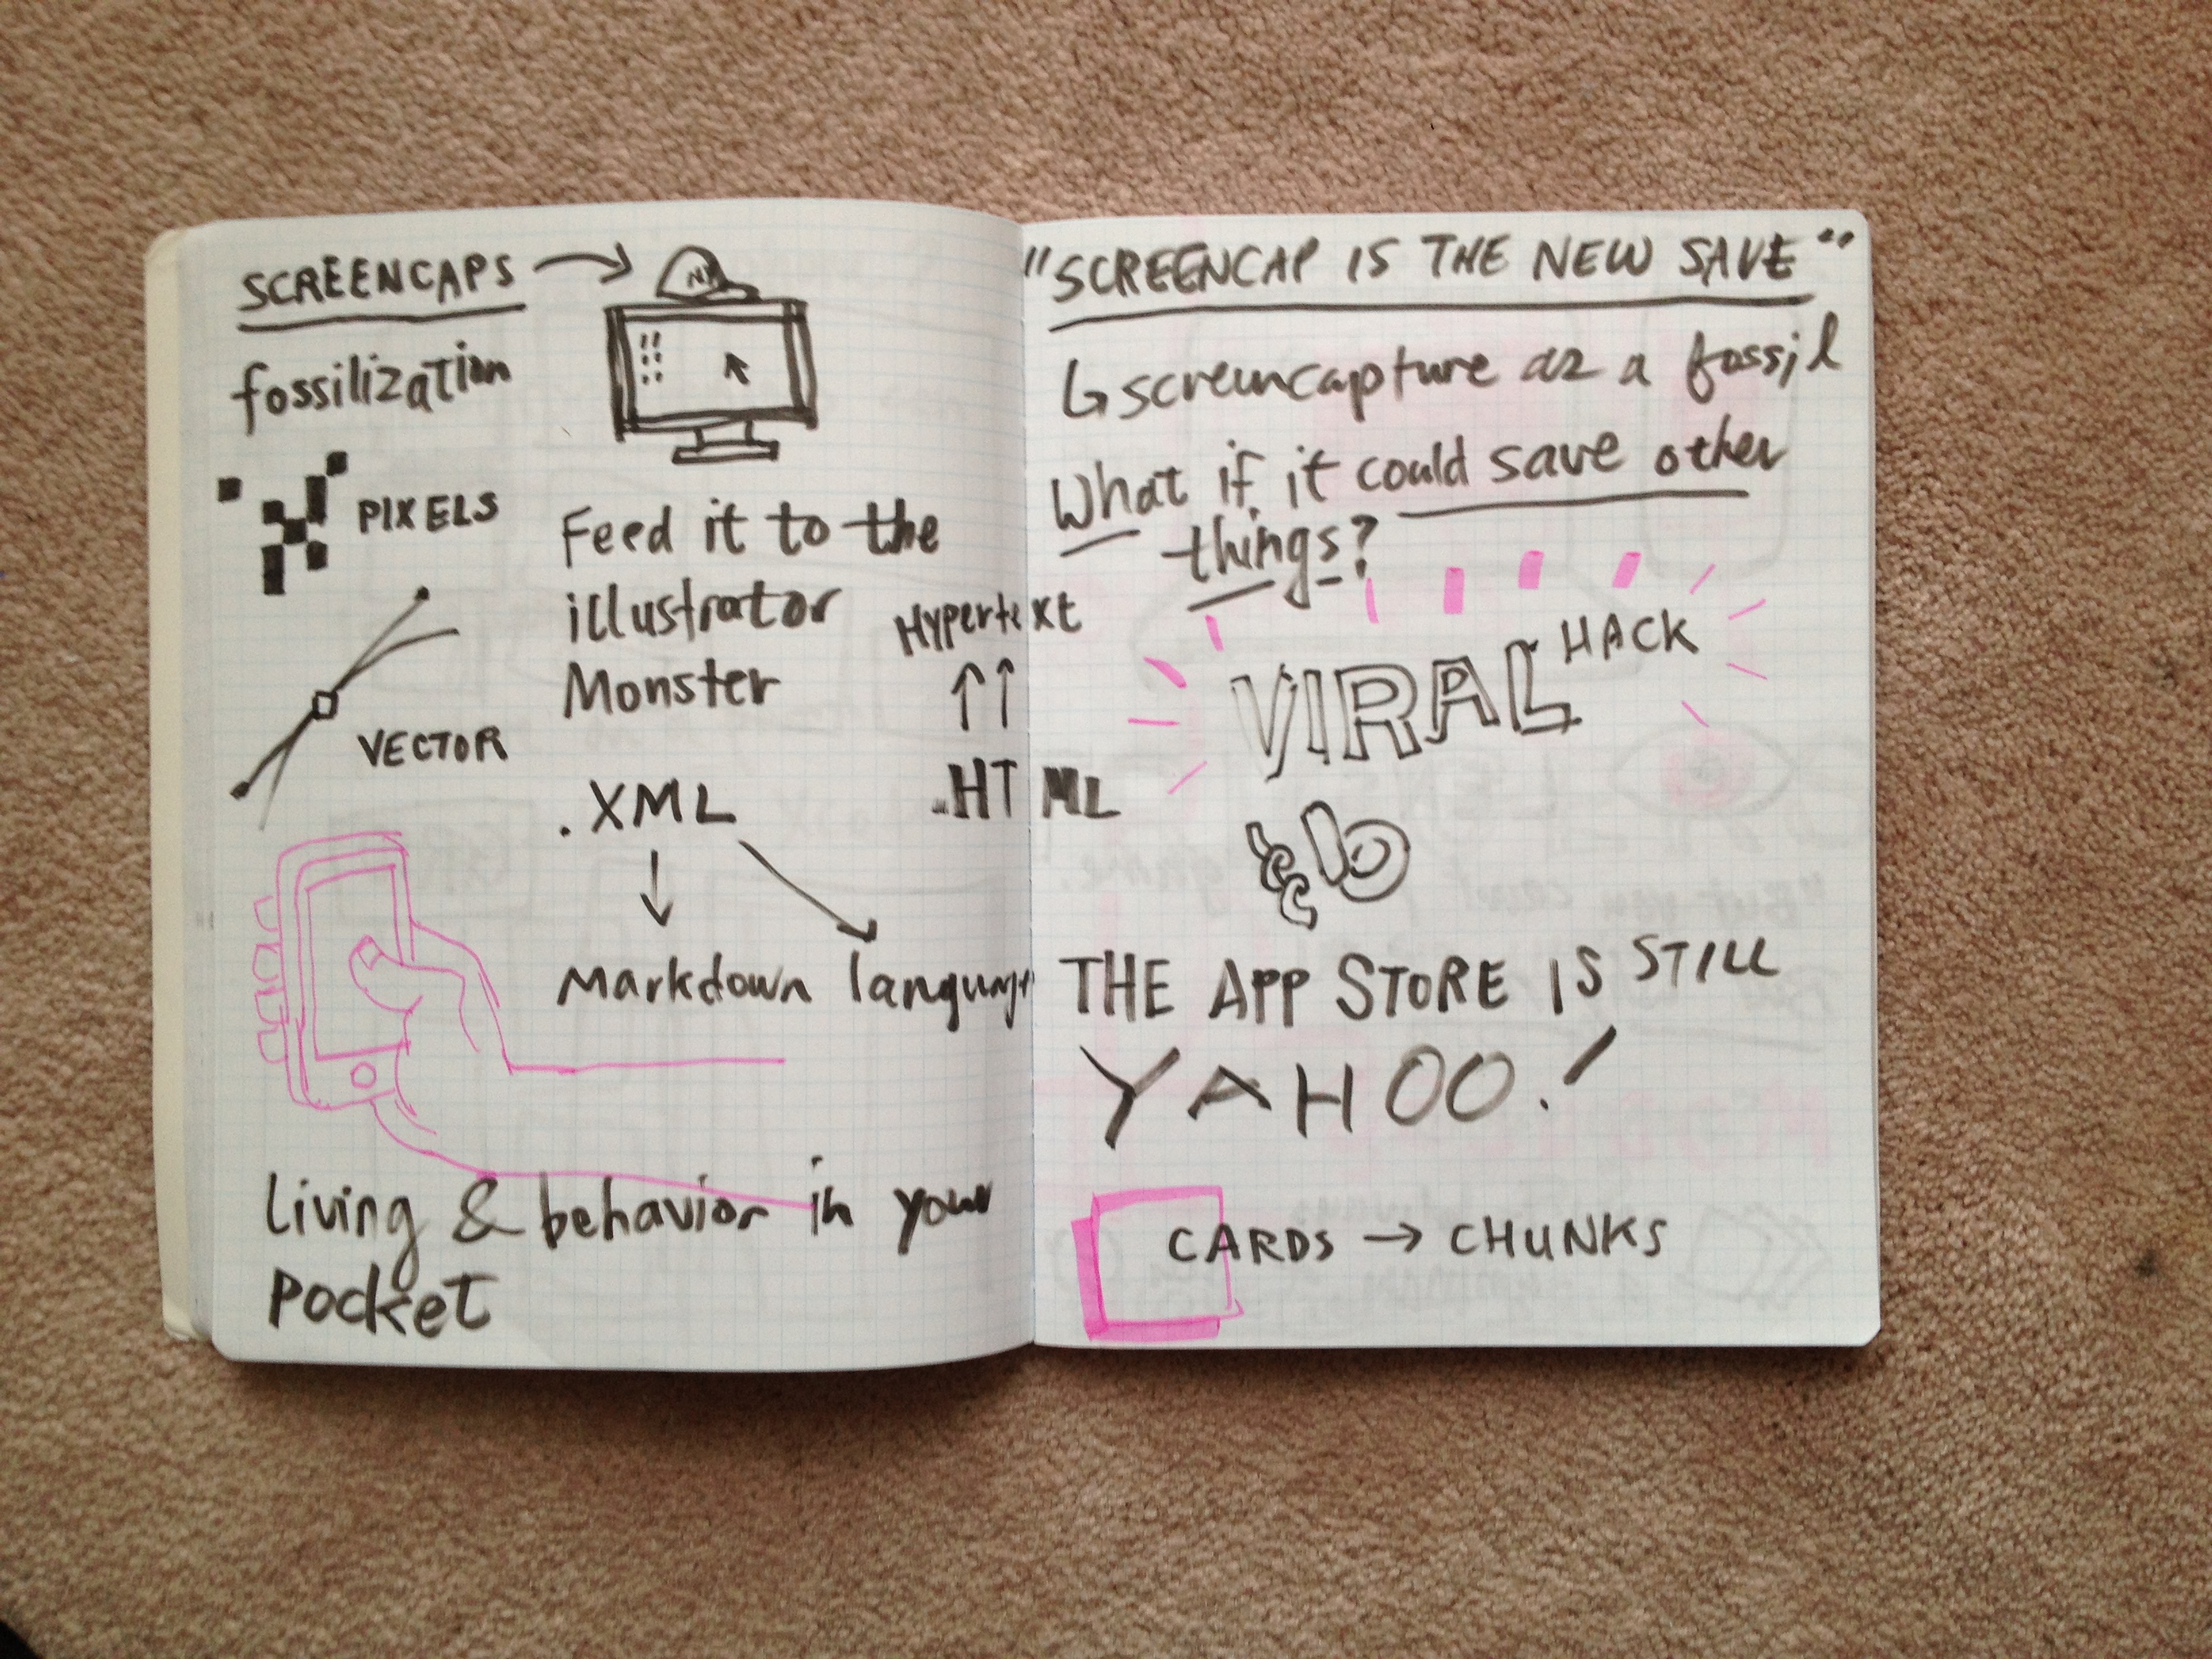 SCREENCAPS
fossilization
PIXELS
VECTOR
Feed it to the
illustrator
Monster
Hypertext
.HTML
.XML
Markdown language
Living & behavior in your
pocket
"SCREENCAP IS THE NEW SAVE"
screencapture as a fossil
What if it could save other
things?
VIRAL HACK
THE APP STORE IS STILL
YAHOO!
CARDS → CHUNKS